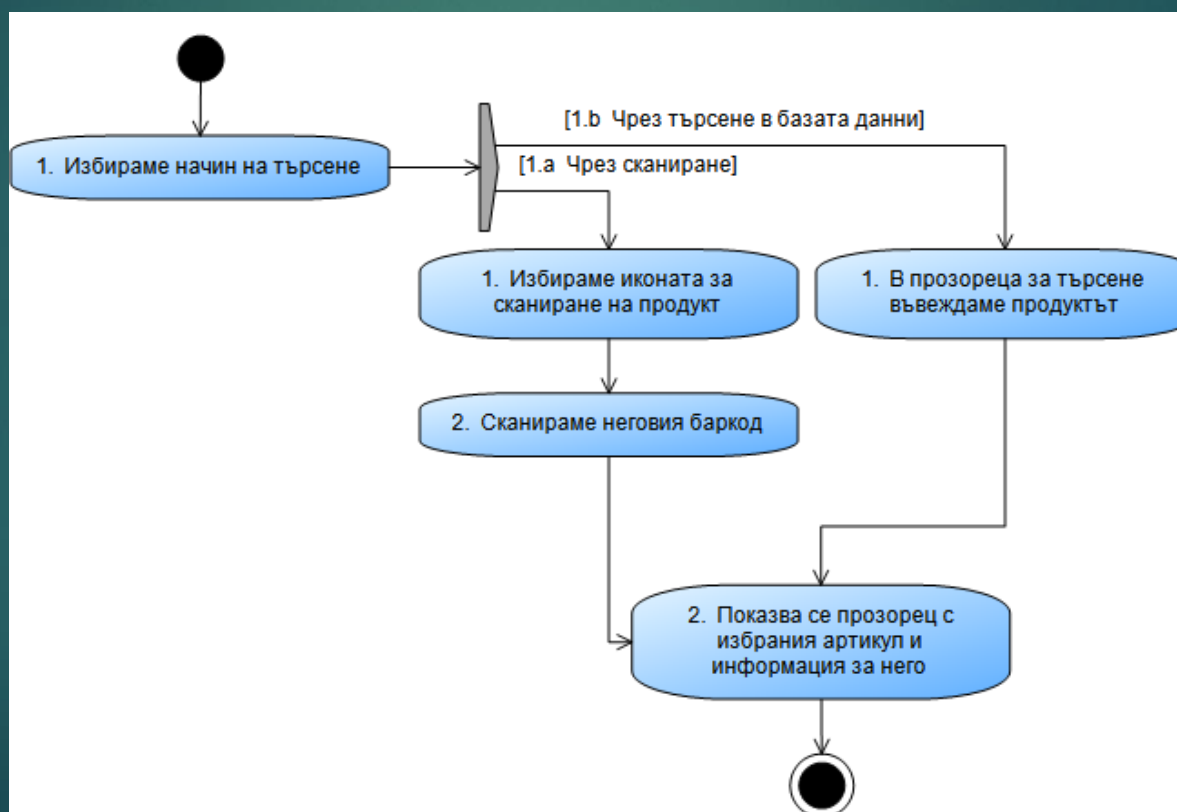 [1.b Чрез търсене в базата данни]
1. Избираме начин на търсене
[1.a Чрез сканиране]
1. Избираме иконата за
сканиране на продукт
1. В прозореца за търсене
въвеждаме продуктът
2. Сканираме неговия баркод
2. Показва се прозорец с
избрания артикул и
информация за него